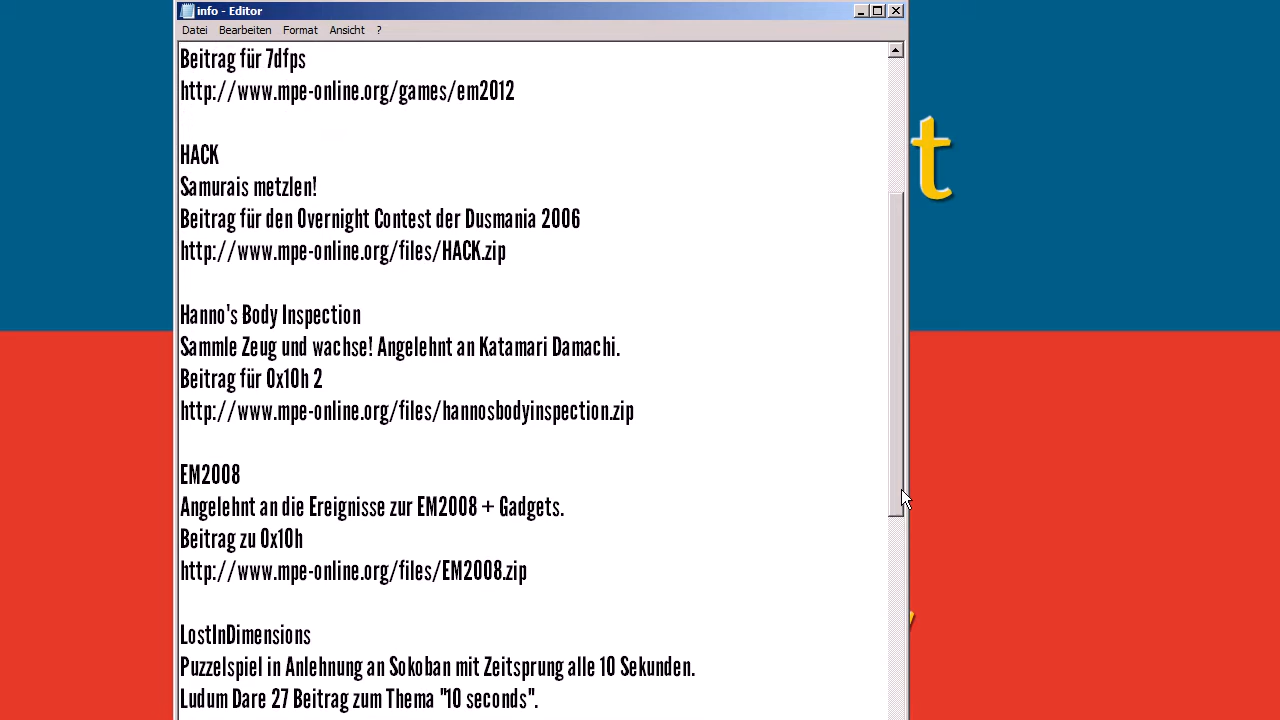 info - Editor
Datei Bearbeiten Format Ansicht ?
Beitrag für 7dfps
http://www.mpe-online.org/games/em2012
HACK
Samurais metzlen!
Beitrag für den Overnight Contest der Dusmania 2006
http://www.mpe-online.org/files/HACK.zip
Hanno's Body Inspection
Sammle Zeug und wachse! Angelehnt an Katamari Damachi.
Beitrag für 0x10h 2
http://www.mpe-online.org/files/hannosbodyinspection.zip
EM2008
Angelehnt an die Ereignisse zur EM2008 + Gadgets.
Beitrag zu 0x10h
http://www.mpe-online.org/files/EM2008.zip
LostInDimensions
Puzzelspiel in Anlehnung an Sokoban mit Zeitsprung alle 10 Sekunden.
Ludum Dare 27 Beitrag zum Thema "10 seconds".
t